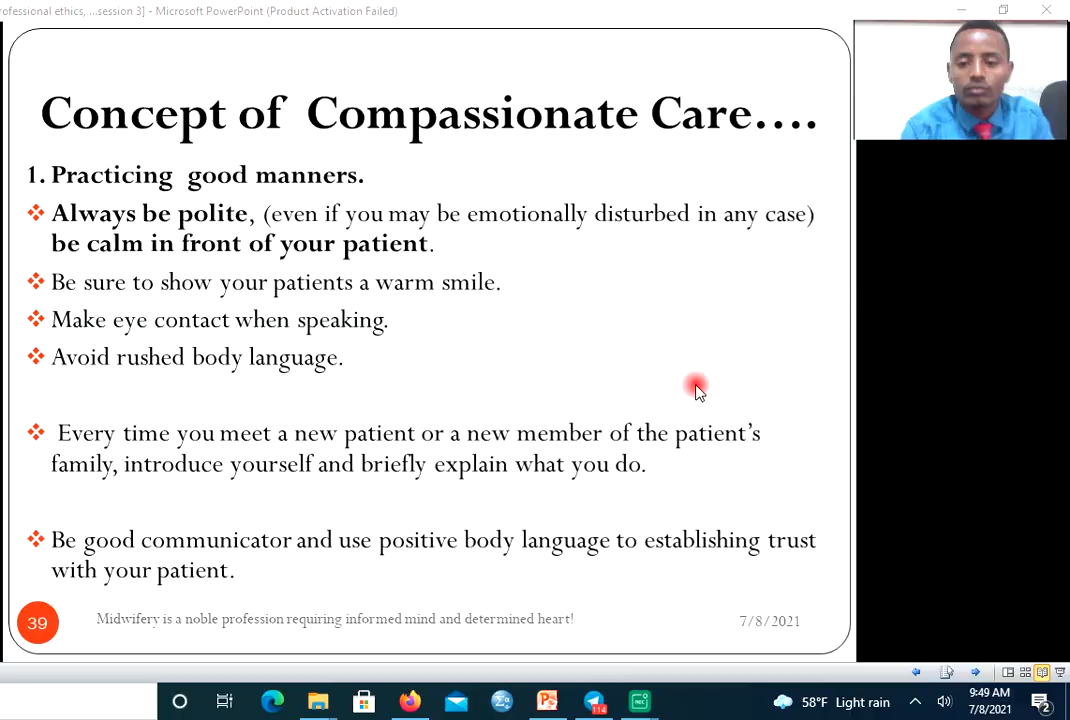 rofessional ethics, ...session 3] - Microsoft PowerPoint (Product Activation Failed)
Concept of Compassionate Care....
1. Practicing good manners.
Always be polite, (even if you may be emotionally disturbed in any case)
be calm in front of your patient.
Be sure to show your patients a warm smile.
Make eye contact when speaking.
Avoid rushed body language.
Every time you meet a new patient or a new member of the patient's
family, introduce yourself and briefly explain what you do.
Be good communicator and use positive body language to establishing trust
with your patient.
39
Midwifery is a noble profession requiring informed mind and determined heart!
7/8/2021
114
NEC
58°F Light rain
9:49 AM
7/8/2021
2